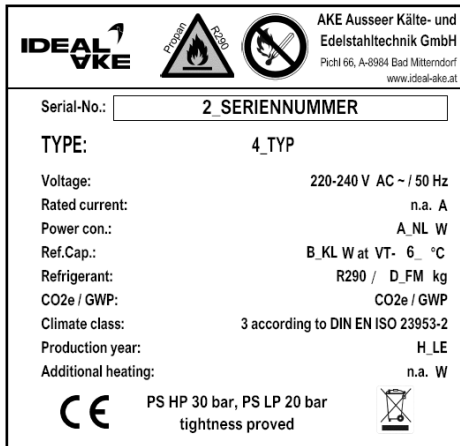 IDEAL
AKE
Propan
R290
AKE Ausseer Kälte- und
Edelstahltechnik GmbH
Pichl 66, A-8984 Bad Mitterndorf
www.ideal-ake.at
Serial-No.: 2_SERIENNUMMER
TYPE: 4_TYP
Voltage: 220-240 V AC ~ / 50 Hz
Rated current: n.a. A
Power con.: A_NL W
Ref.Cap.: B_KL W at VT- 6_ °C
Refrigerant: R290 / D_FM kg
CO2e / GWP: CO2e / GWP
Climate class: 3 according to DIN EN ISO 23953-2
Production year: H_LE
Additional heating: n.a. W
CE PS HP 30 bar, PS LP 20 bar
tightness proved